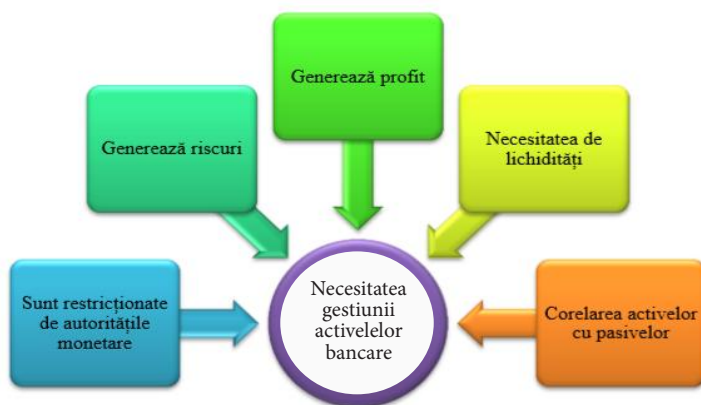 Generează profit
Generează riscuri
Necesitatea de
lichidități
Sunt restricționate
de autoritățile
monetare
Necesitatea
gestiunii
activelelor
bancare
Corelarea activelor
cu pasivelor